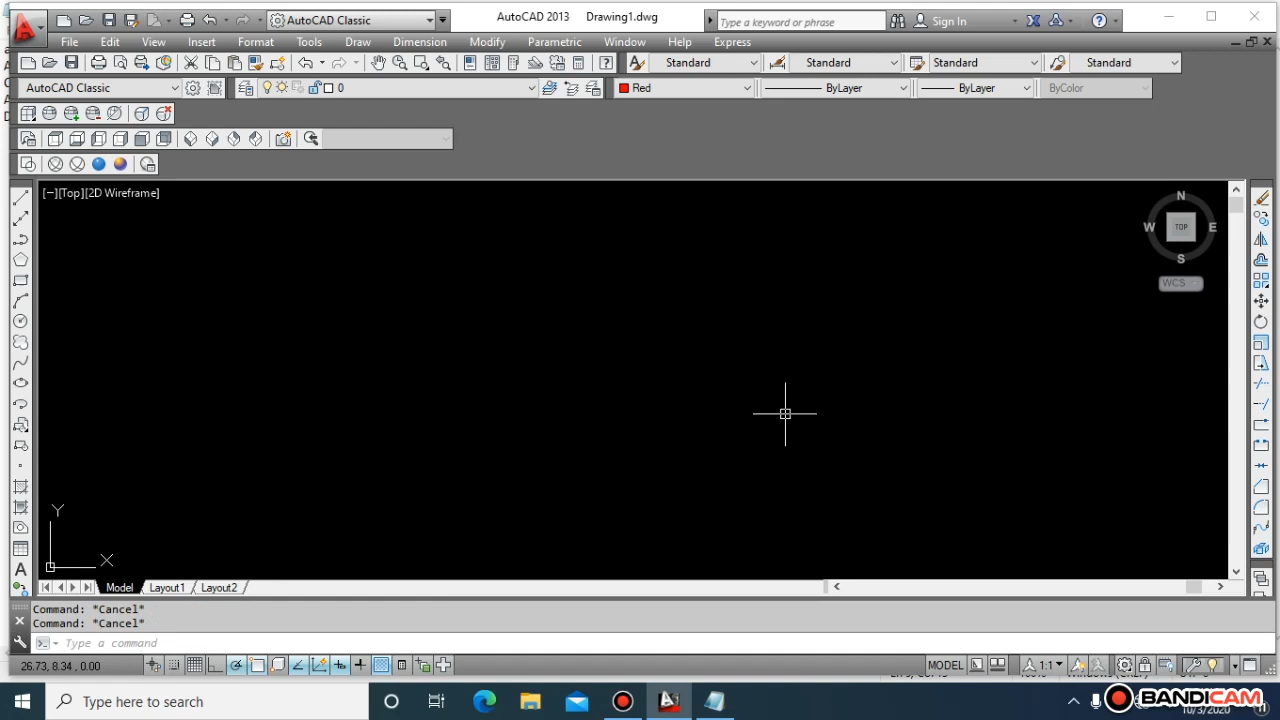 AutoCAD Classic
AutoCAD 2013 Drawing1.dwg
Type a keyword or phrase
Sign In
File Edit View Insert Format Tools Draw Dimension Modify Parametric Window Help Express
Standard Standard Standard Standard
AutoCAD Classic 0 Red ByLayer ByLayer ByColor
[−][Top][2D Wireframe]
N
W TOP E
S
WCS
Y
X
Model Layout1 Layout2
Command: *Cancel*
Command: *Cancel*
Type a command
26.73, 8.34, 0.00 MODEL 1:1
Type here to search
BANDICAM
10/3/2020